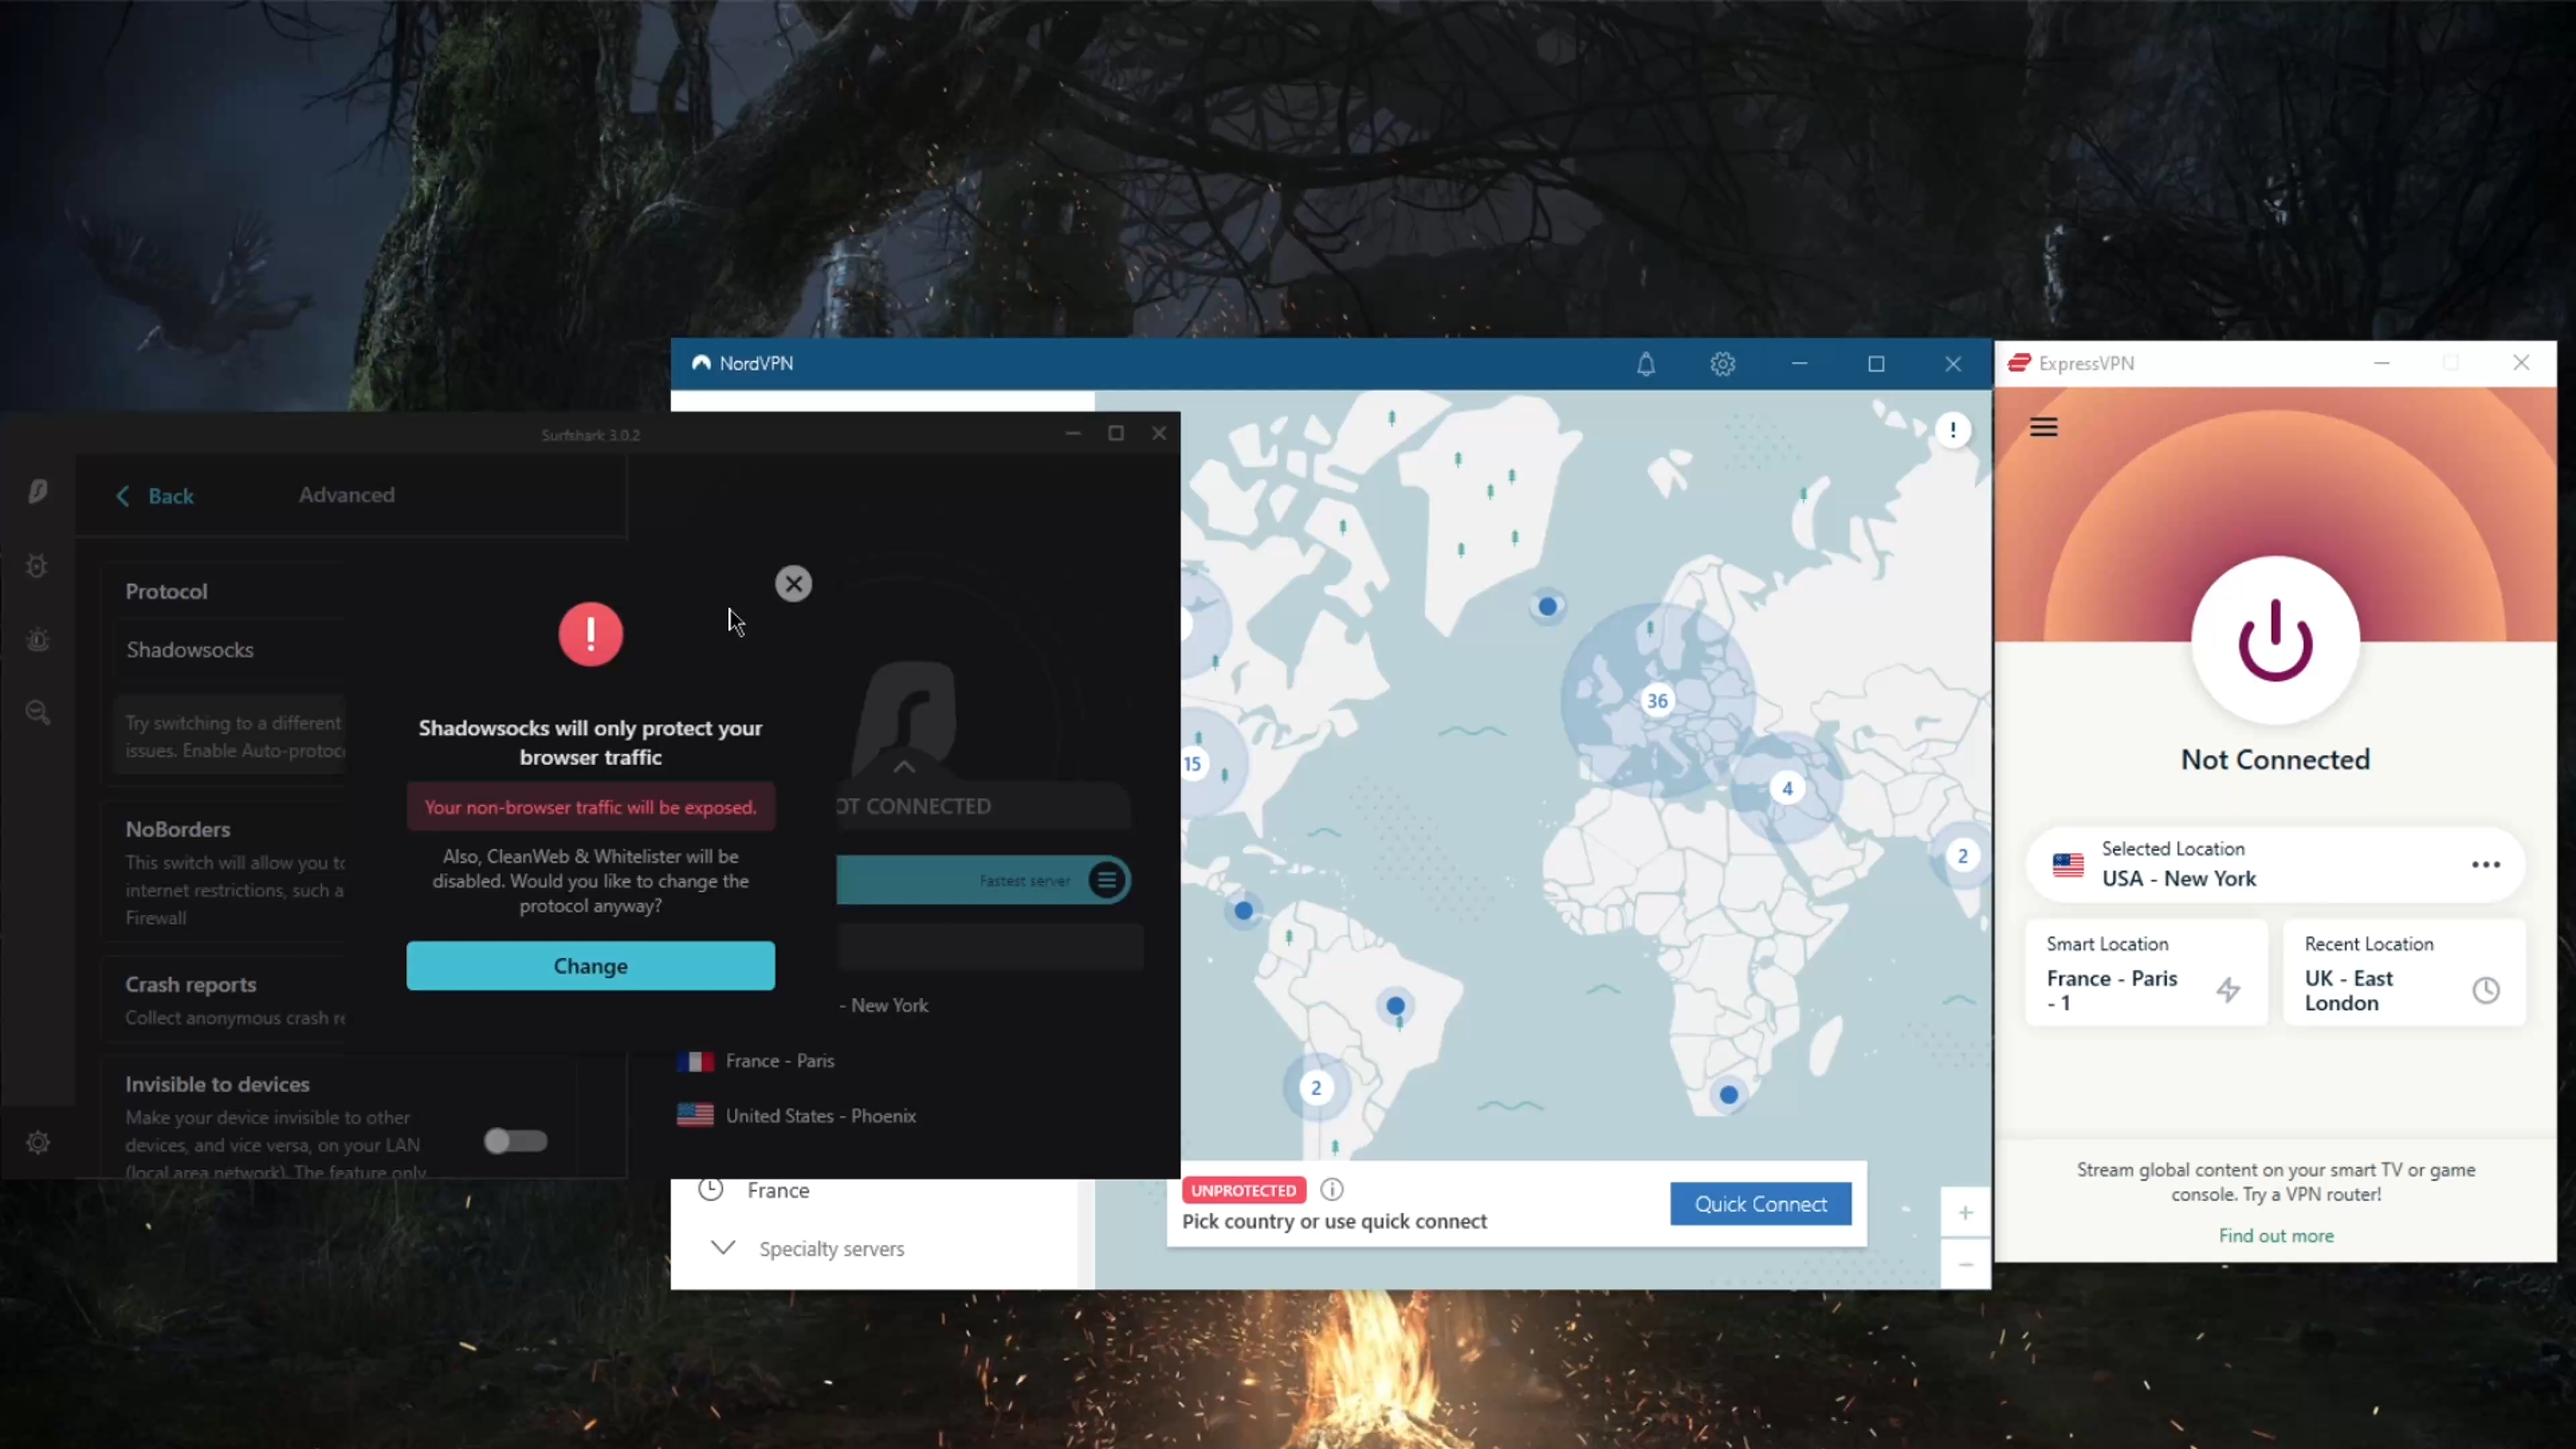 NordVPN
ExpressVPN
Surfshark 3.0.2
Back
Advanced
Protocol
Shadowsocks
Try switching to a different
issues. Enable Auto-protoc
NoBorders
This switch will allow you to
internet restrictions, such a
Firewall
Crash reports
Collect anonymous crash re
Invisible to devices
Make your device invisible to other
devices, and vice versa, on your LAN
(local area network). The feature only
!
Shadowsocks will only protect your
browser traffic
Your non-browser traffic will be exposed.
Also, CleanWeb & Whitelister will be
disabled. Would you like to change the
protocol anyway?
Change
OT CONNECTED
Fastest server
- New York
France - Paris
United States - Phoenix
France
Specialty servers
!
36
15
4
2
2
UNPROTECTED
Pick country or use quick connect
Quick Connect
+
−
Not Connected
Selected Location
USA - New York
Smart Location
France - Paris
- 1
Recent Location
UK - East
London
Stream global content on your smart TV or game
console. Try a VPN router!
Find out more